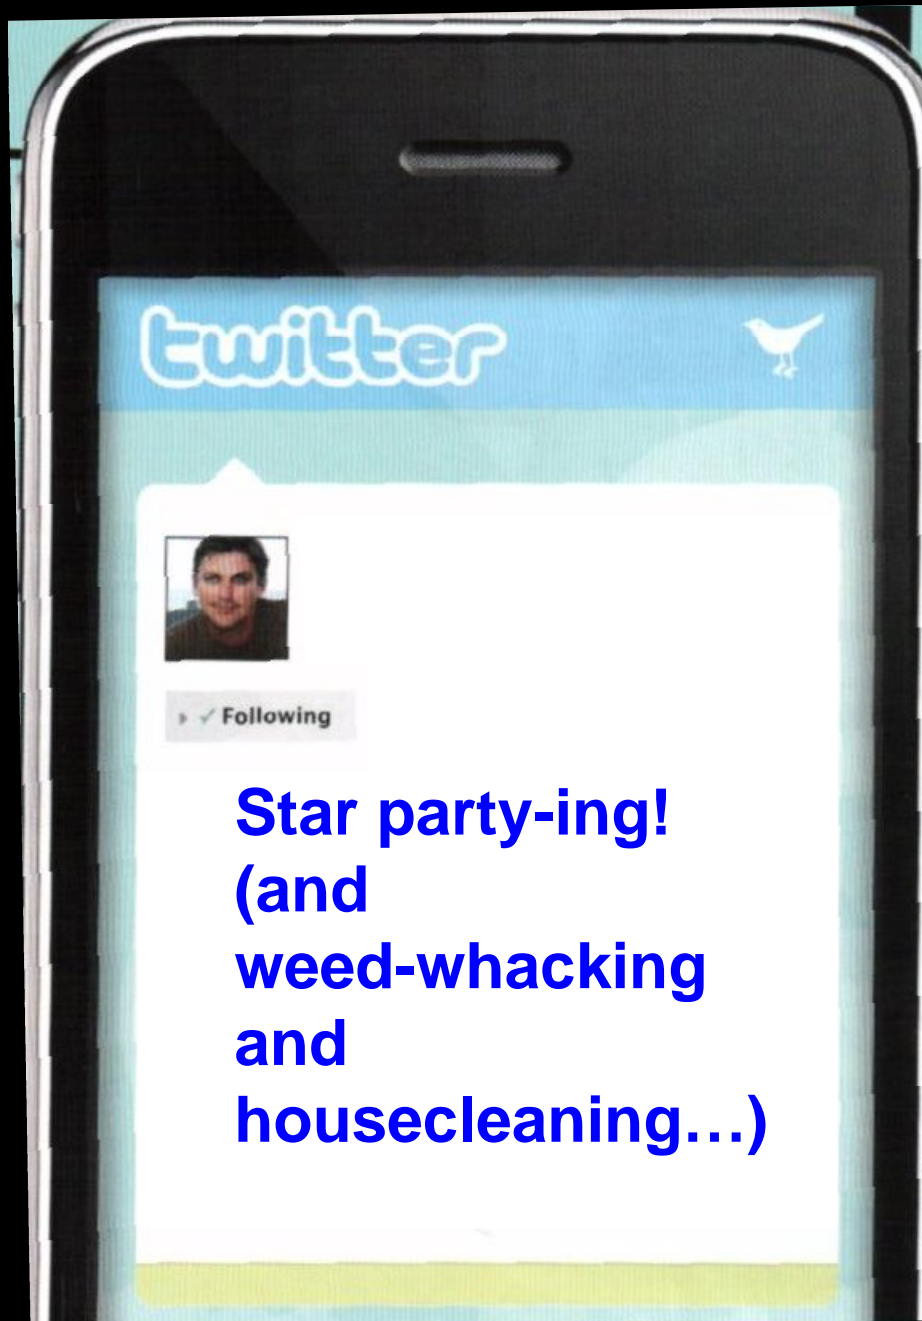 twitter
Following
Star party-ing!
(and
weed-whacking
and
housecleaning…)